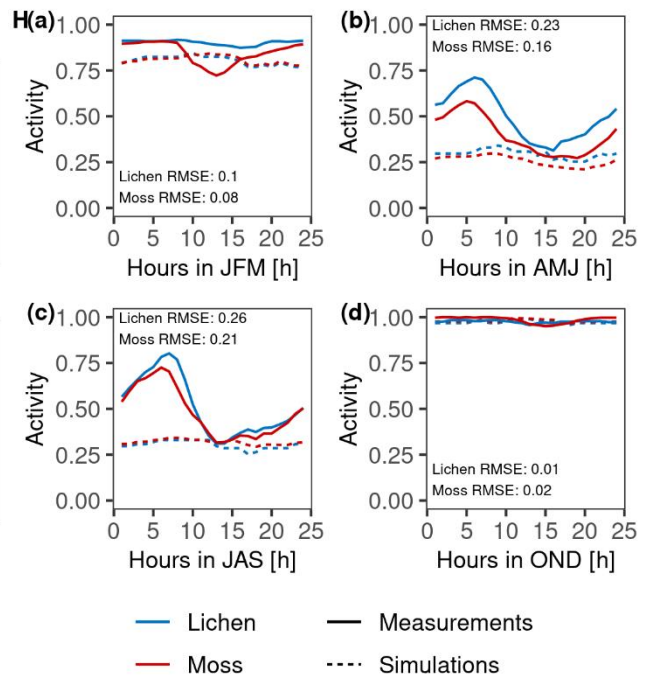 H(a)
1.00
0.75
0.50
0.25
0.00
Activity
Lichen RMSE: 0.1
Moss RMSE: 0.08
0 5 10 15 20 25
Hours in JFM [h]
(b)
1.00
0.75
0.50
0.25
0.00
Activity
Lichen RMSE: 0.23
Moss RMSE: 0.16
0 5 10 15 20 25
Hours in AMJ [h]
(c)
1.00
0.75
0.50
0.25
0.00
Activity
Lichen RMSE: 0.26
Moss RMSE: 0.21
0 5 10 15 20 25
Hours in JAS [h]
(d)
1.00
0.75
0.50
0.25
0.00
Activity
Lichen RMSE: 0.01
Moss RMSE: 0.02
0 5 10 15 20 25
Hours in OND [h]
Lichen Measurements
Moss Simulations